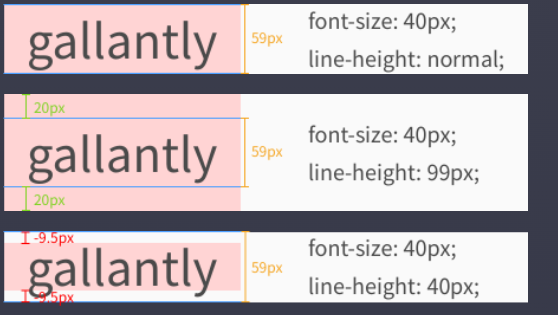 gallantly
59px
font-size: 40px;
line-height: normal;
20px
gallantly
59px
20px
font-size: 40px;
line-height: 99px;
-9.5px
gallantly
59px
-9.5px
font-size: 40px;
line-height: 40px;